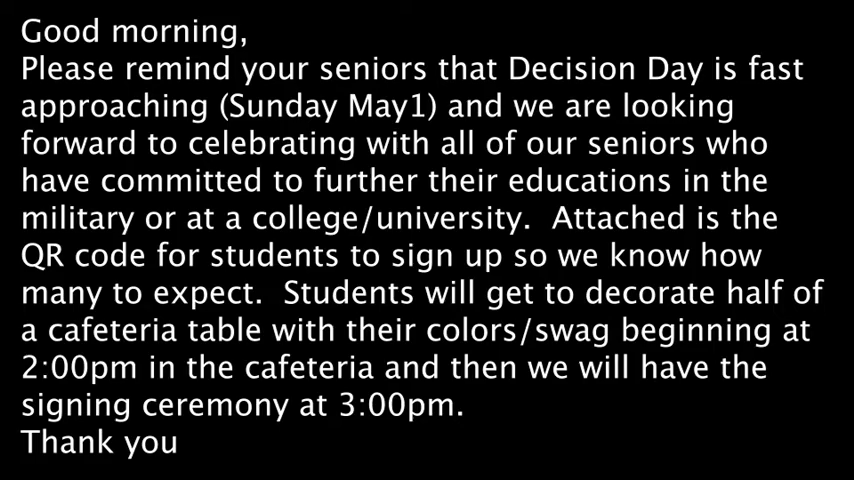 Good morning,
Please remind your seniors that Decision Day is fast
approaching (Sunday May1) and we are looking
forward to celebrating with all of our seniors who
have committed to further their educations in the
military or at a college/university.  Attached is the
QR code for students to sign up so we know how
many to expect.  Students will get to decorate half of
a cafeteria table with their colors/swag beginning at
2:00pm in the cafeteria and then we will have the
signing ceremony at 3:00pm.
Thank you